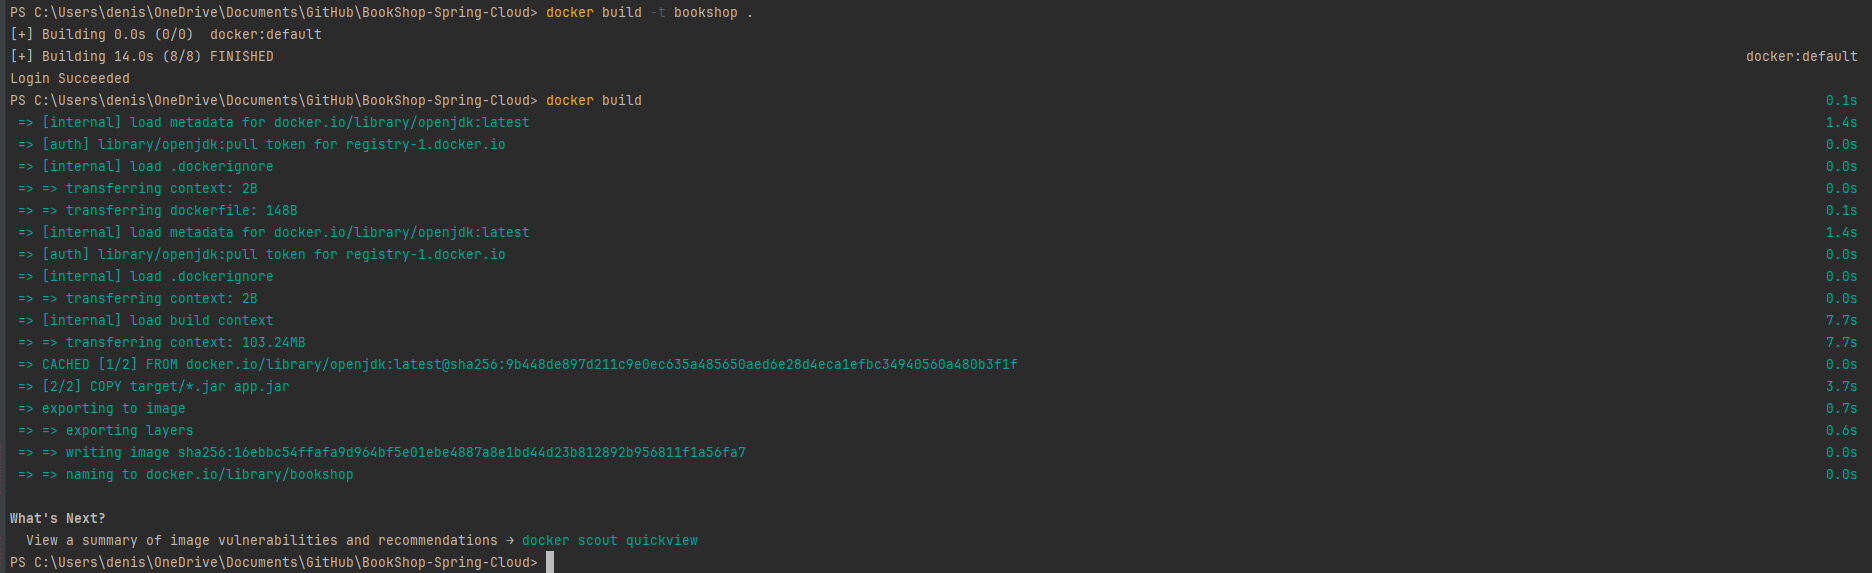 PS C:\Users\denis\OneDrive\Documents\GitHub\BookShop-Spring-Cloud> docker build -t bookshop .
[+] Building 0.0s (0/0)  docker:default
[+] Building 14.0s (8/8) FINISHED docker:default
Login Succeeded
PS C:\Users\denis\OneDrive\Documents\GitHub\BookShop-Spring-Cloud> docker build 0.1s
=> [internal] load metadata for docker.io/library/openjdk:latest 1.4s
=> [auth] library/openjdk:pull token for registry-1.docker.io 0.0s
=> [internal] load .dockerignore 0.0s
=> => transferring context: 2B 0.0s
=> => transferring dockerfile: 148B 0.1s
=> [internal] load metadata for docker.io/library/openjdk:latest 1.4s
=> [auth] library/openjdk:pull token for registry-1.docker.io 0.0s
=> [internal] load .dockerignore 0.0s
=> => transferring context: 2B 0.0s
=> [internal] load build context 7.7s
=> => transferring context: 103.24MB 7.7s
=> CACHED [1/2] FROM docker.io/library/openjdk:latest@sha256:9b448de897d211c9e0ec635a485650aed6e28d4eca1efbc34940560a480b3f1f 0.0s
=> [2/2] COPY target/*.jar app.jar 3.7s
=> exporting to image 0.7s
=> => exporting layers 0.6s
=> => writing image sha256:16ebbc54ffafa9d964bf5e01ebe4887a8e1bd44d23b812892b956811f1a56fa7 0.0s
=> => naming to docker.io/library/bookshop 0.0s
What's Next?
View a summary of image vulnerabilities and recommendations → docker scout quickview
PS C:\Users\denis\OneDrive\Documents\GitHub\BookShop-Spring-Cloud>